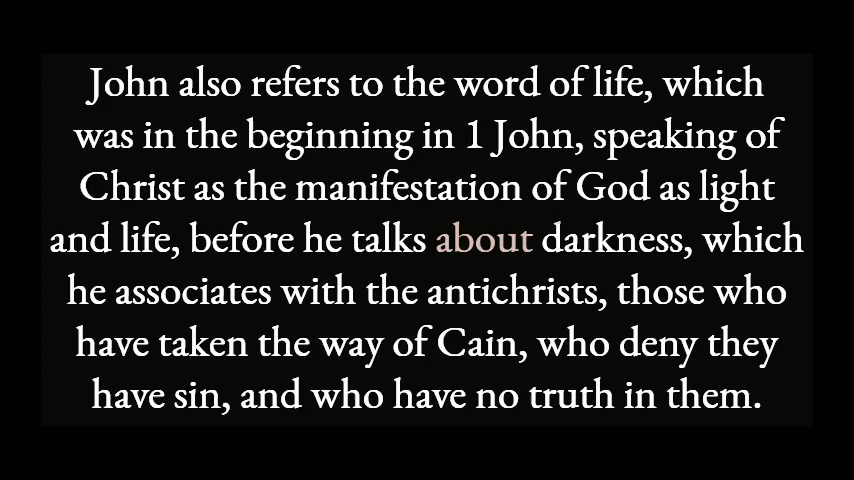 John also refers to the word of life, which
was in the beginning in 1 John, speaking of
Christ as the manifestation of God as light
and life, before he talks about darkness, which
he associates with the antichrists, those who
have taken the way of Cain, who deny they
have sin, and who have no truth in them.